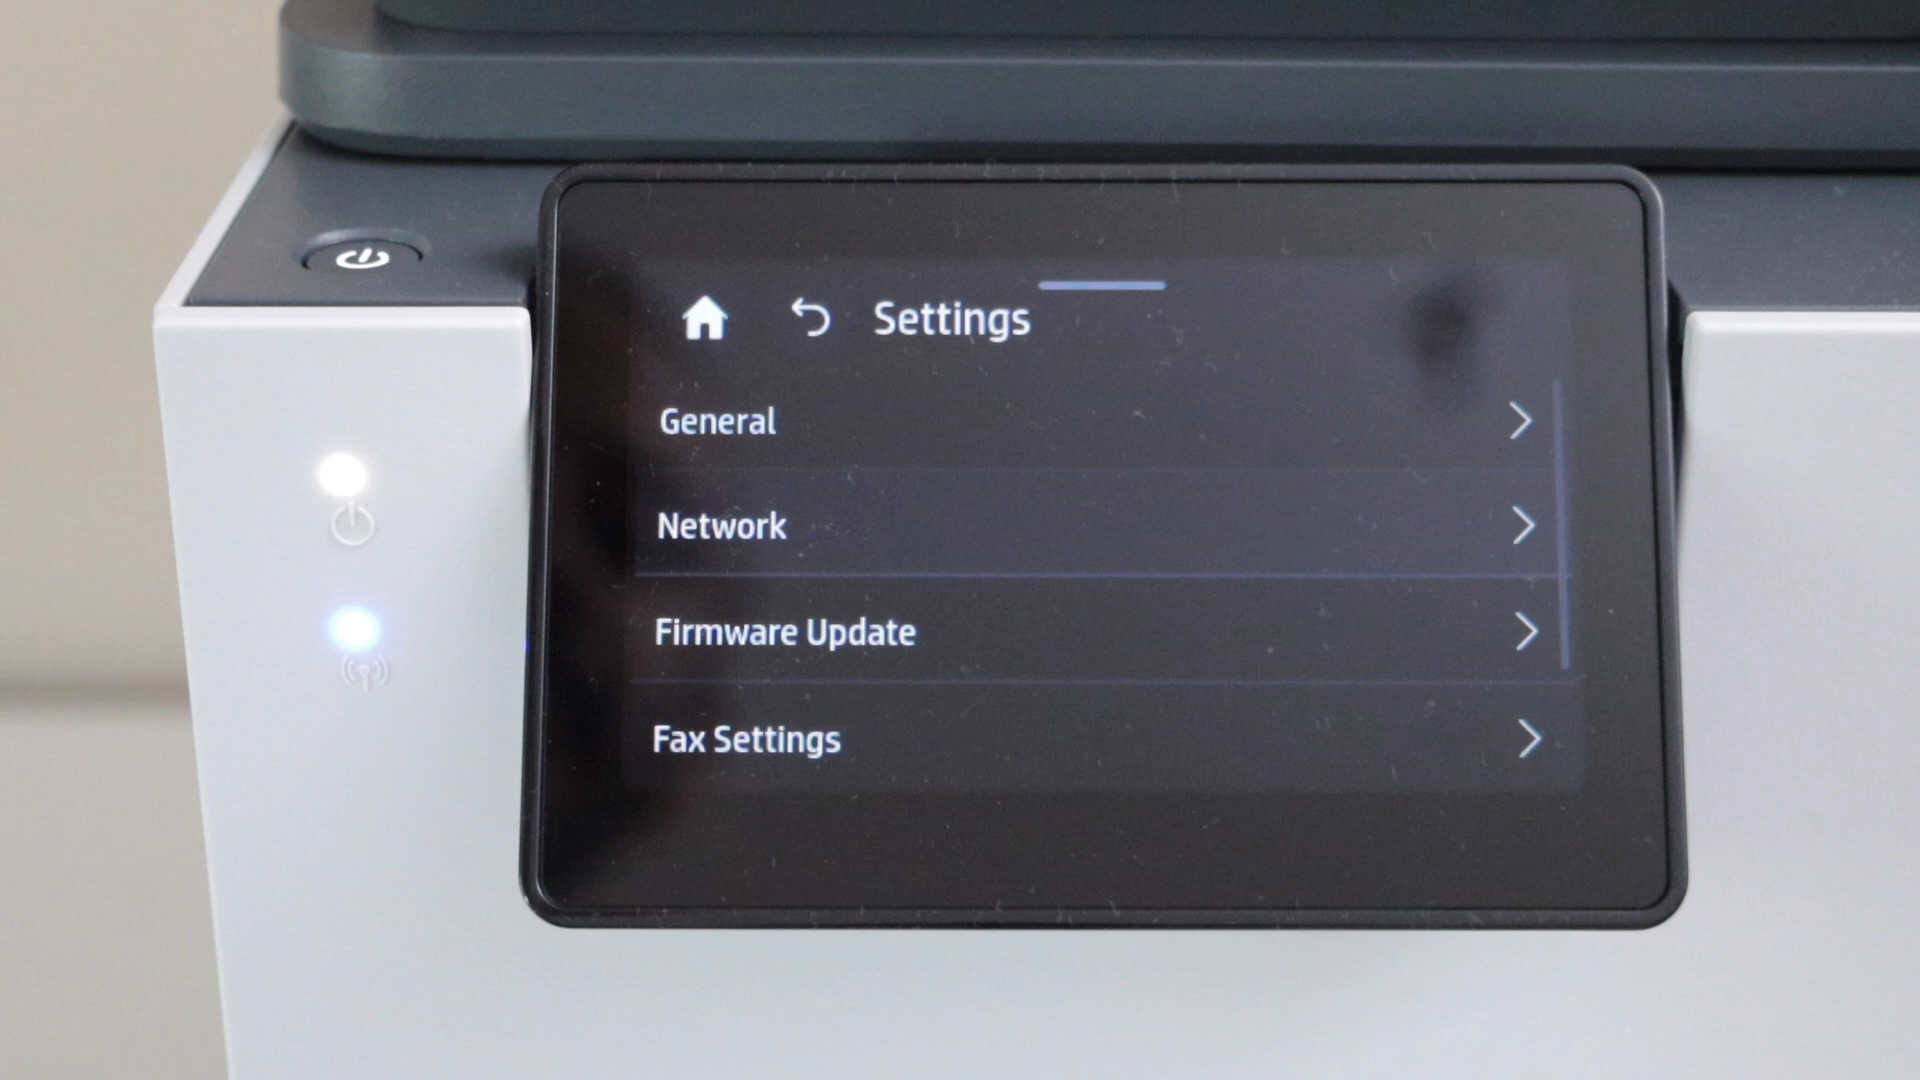 Settings
General
Network
Firmware Update
Fax Settings